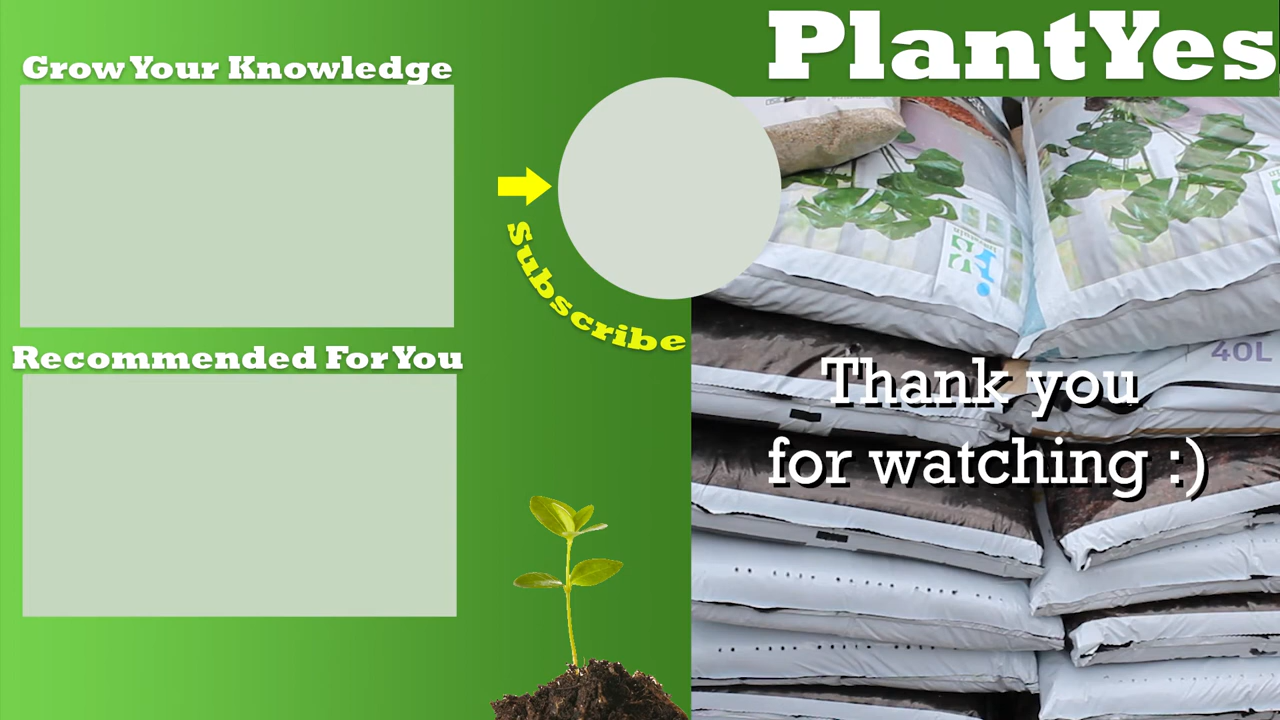 PlantYes
Grow Your Knowledge
Subscribe
Recommended For You
40L
Thank you
for watching :)